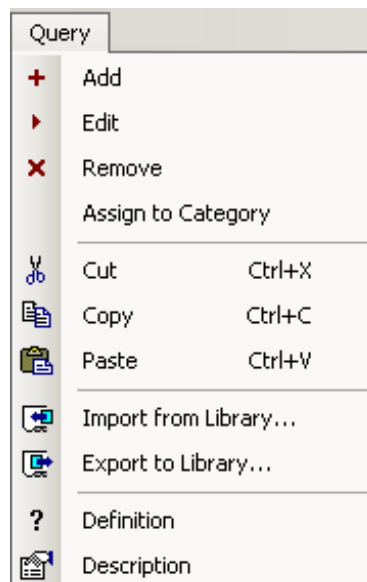 Query
Add
Edit
Remove
Assign to Category
Cut Ctrl+X
Copy Ctrl+C
Paste Ctrl+V
Import from Library...
Export to Library...
? Definition
Description